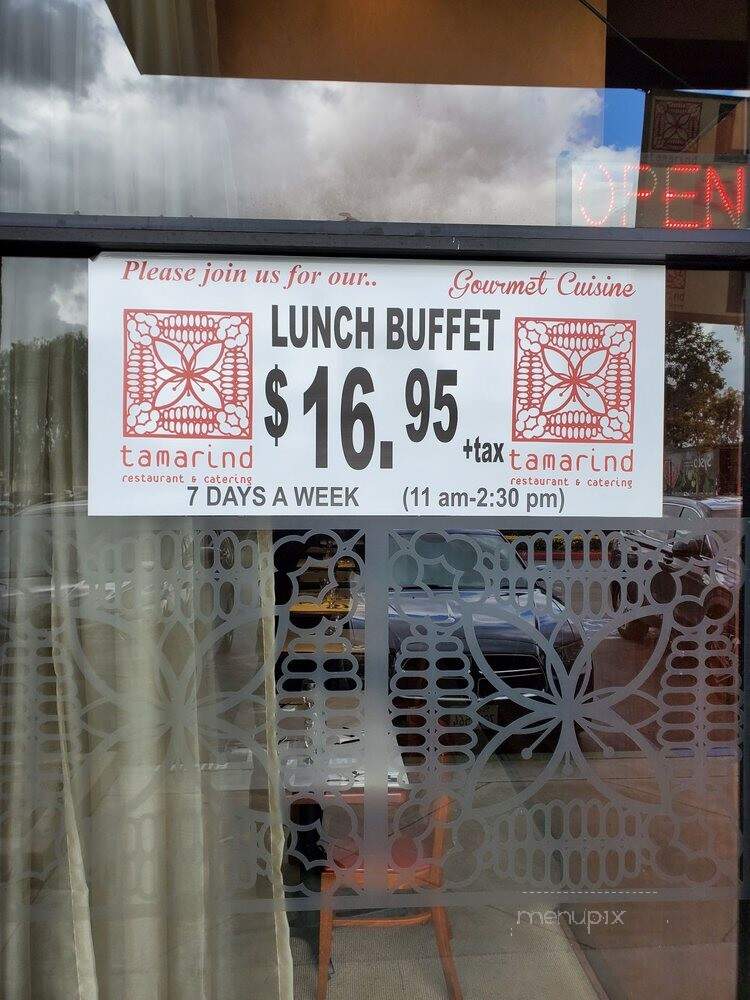 OPEN
Please join us for our..
Gourmet Cuisine
LUNCH BUFFET
$16.95
+tax
tamarind
restaurant & catering
tamarind
restaurant & catering
7 DAYS A WEEK (11 am-2:30 pm)
menupix